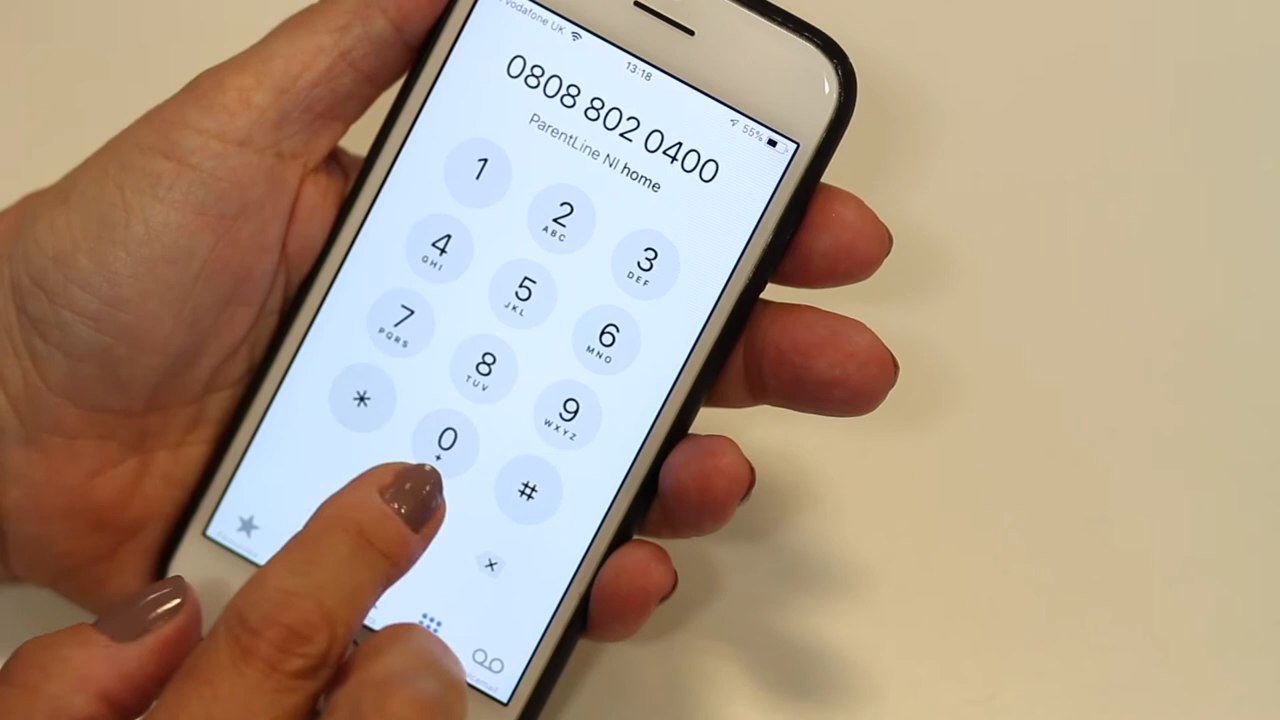 vodafone UK
13:18
55%
0808 802 0400
ParentLine NI home
1
2
ABC
3
DEF
4
GHI
5
JKL
6
MNO
7
PQRS
8
TUV
9
WXYZ
*
0
+
#